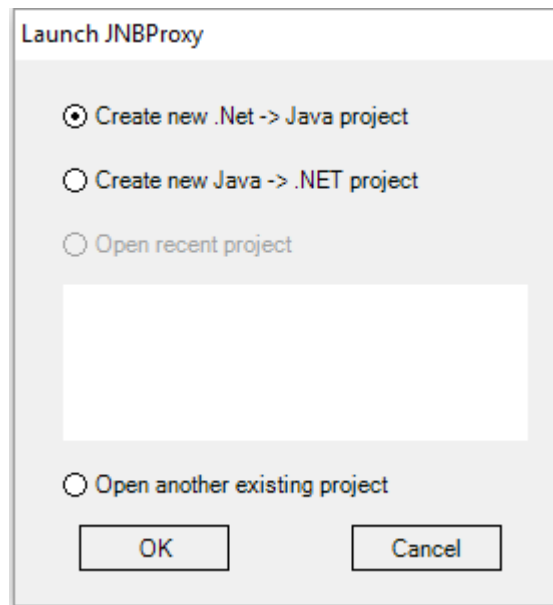 Launch JNBProxy
Create new .Net -> Java project
Create new Java -> .NET project
Open recent project
Open another existing project
OK Cancel